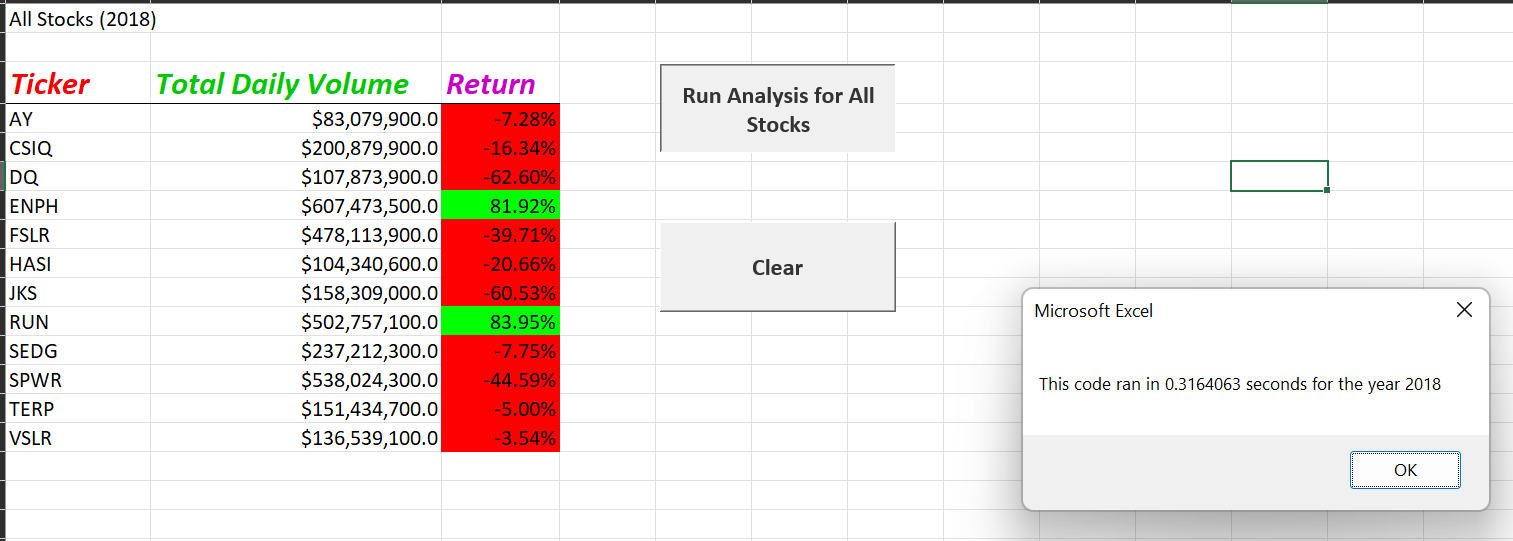 All Stocks (2018)
Ticker Total Daily Volume Return
AY $83,079,900.0 -7.28%
CSIQ $200,879,900.0 -16.34%
DQ $107,873,900.0 -62.60%
ENPH $607,473,500.0 81.92%
FSLR $478,113,900.0 -39.71%
HASI $104,340,600.0 -20.66%
JKS $158,309,000.0 -60.53%
RUN $502,757,100.0 83.95%
SEDG $237,212,300.0 -7.75%
SPWR $538,024,300.0 -44.59%
TERP $151,434,700.0 -5.00%
VSLR $136,539,100.0 -3.54%
Run Analysis for All
Stocks
Clear
Microsoft Excel
This code ran in 0.3164063 seconds for the year 2018
OK